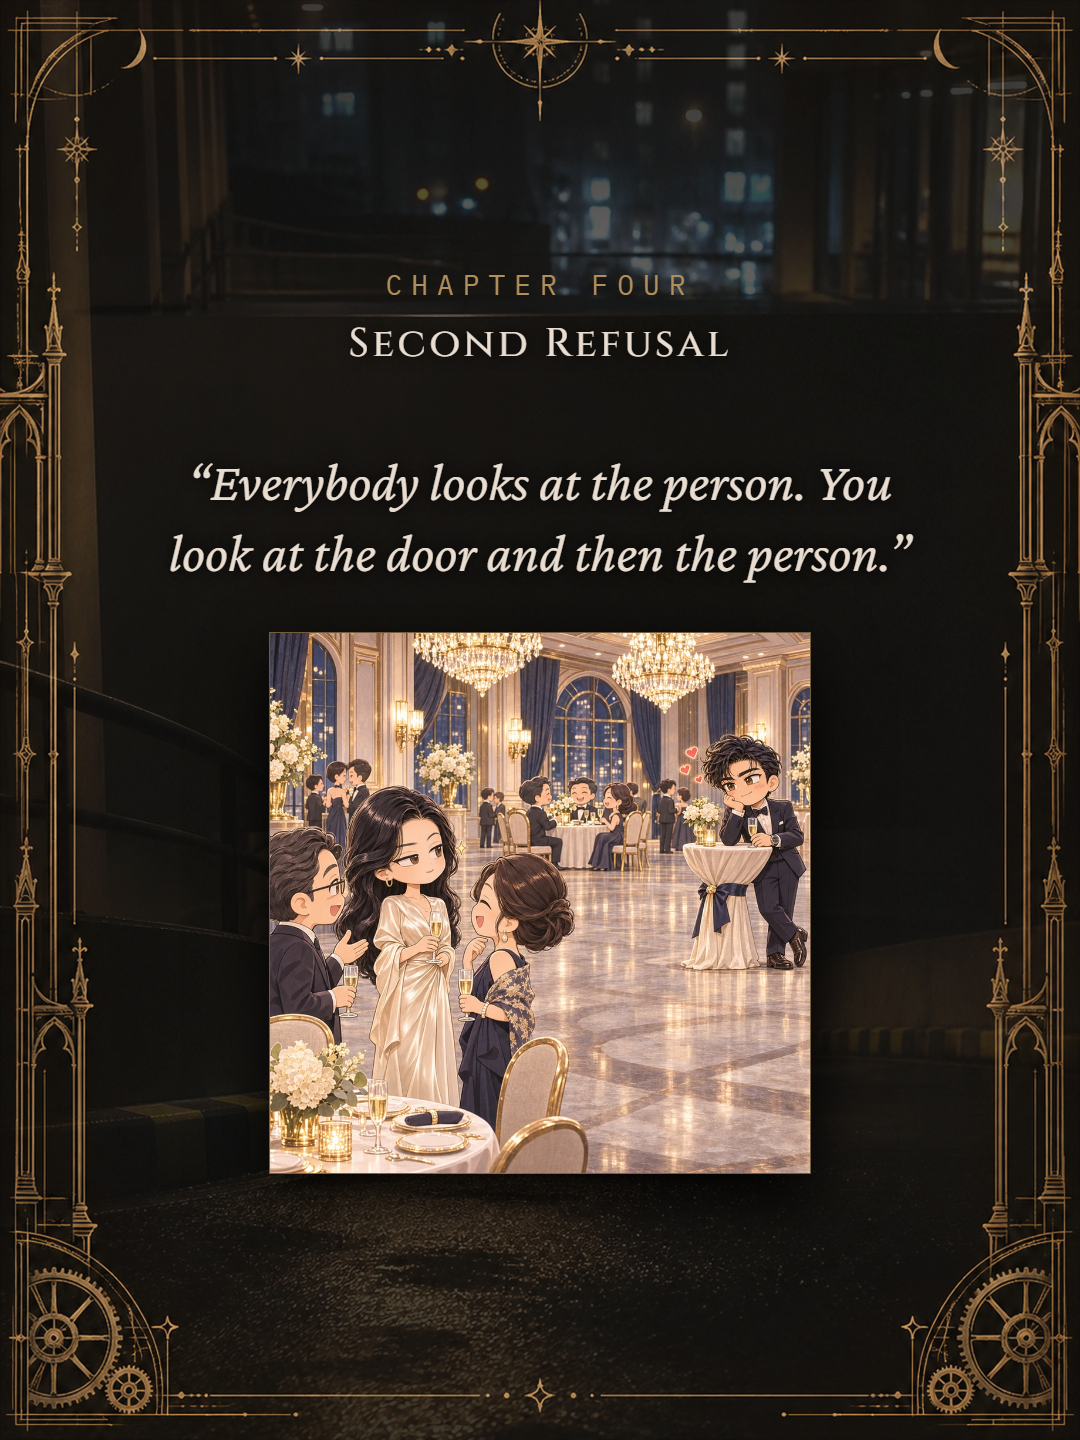 CHAPTER FOUR
SECOND REFUSAL
“Everybody looks at the person. You
look at the door and then the person.”